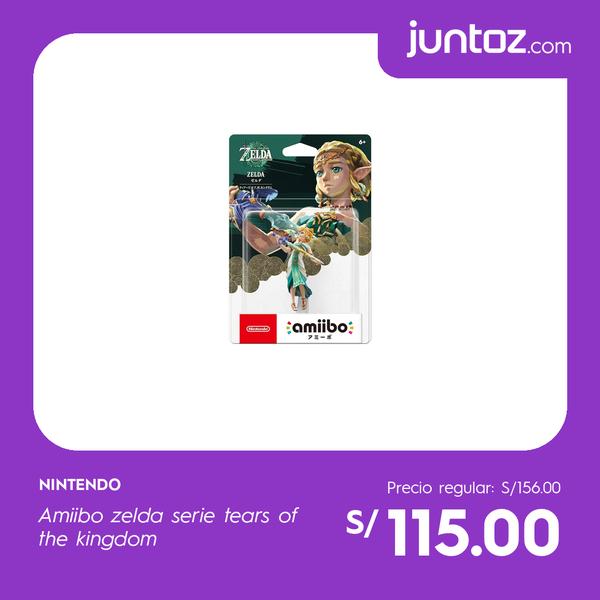 juntoz.com
ZELDA
ZELDA
ゼルダ
6+
Nintendo
amiibo
アミーボ
NINTENDO
Amiibo zelda serie tears of
the kingdom
Precio regular: S/156.00
S/115.00